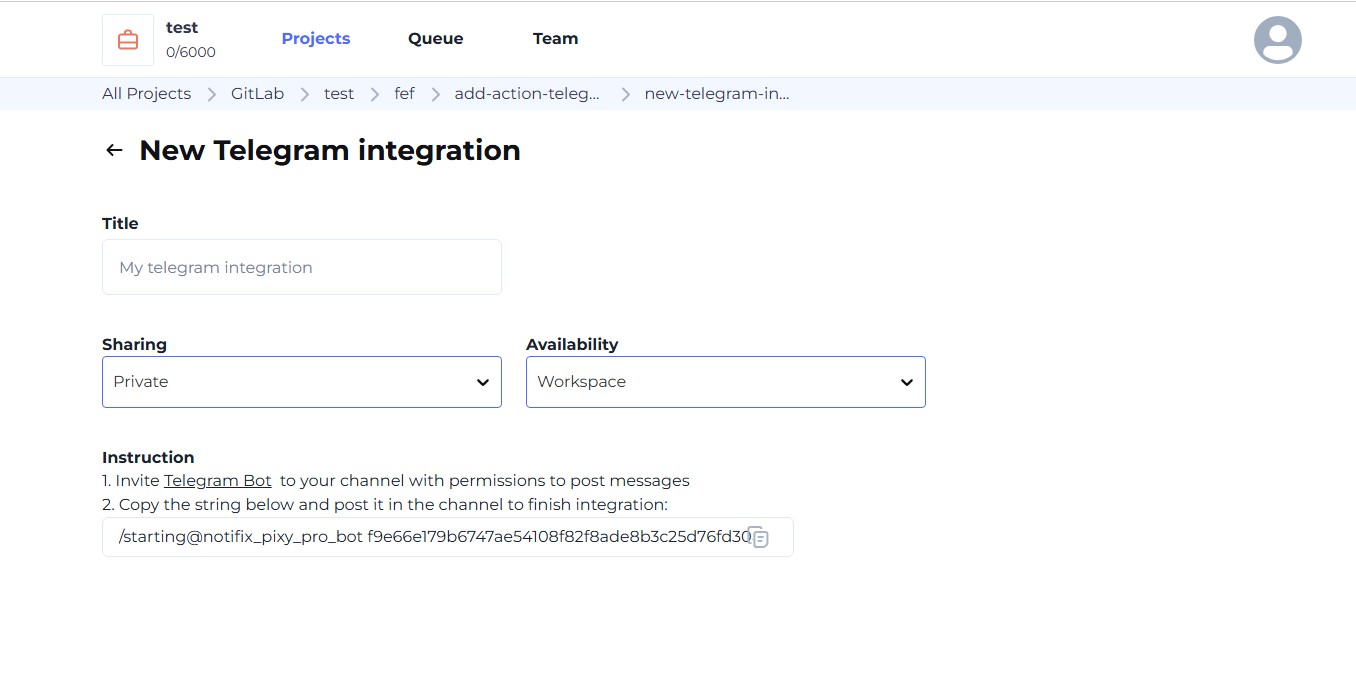 test
0/6000
Projects Queue Team
All Projects GitLab test fef add-action-teleg... new-telegram-in...
New Telegram integration
Title
My telegram integration
Sharing Availability
Private Workspace
Instruction
1. Invite Telegram Bot to your channel with permissions to post messages
2. Copy the string below and post it in the channel to finish integration:
/starting@notifix_pixy_pro_bot f9e66e179b6747ae54108f82f8ade8b3c25d76fd30